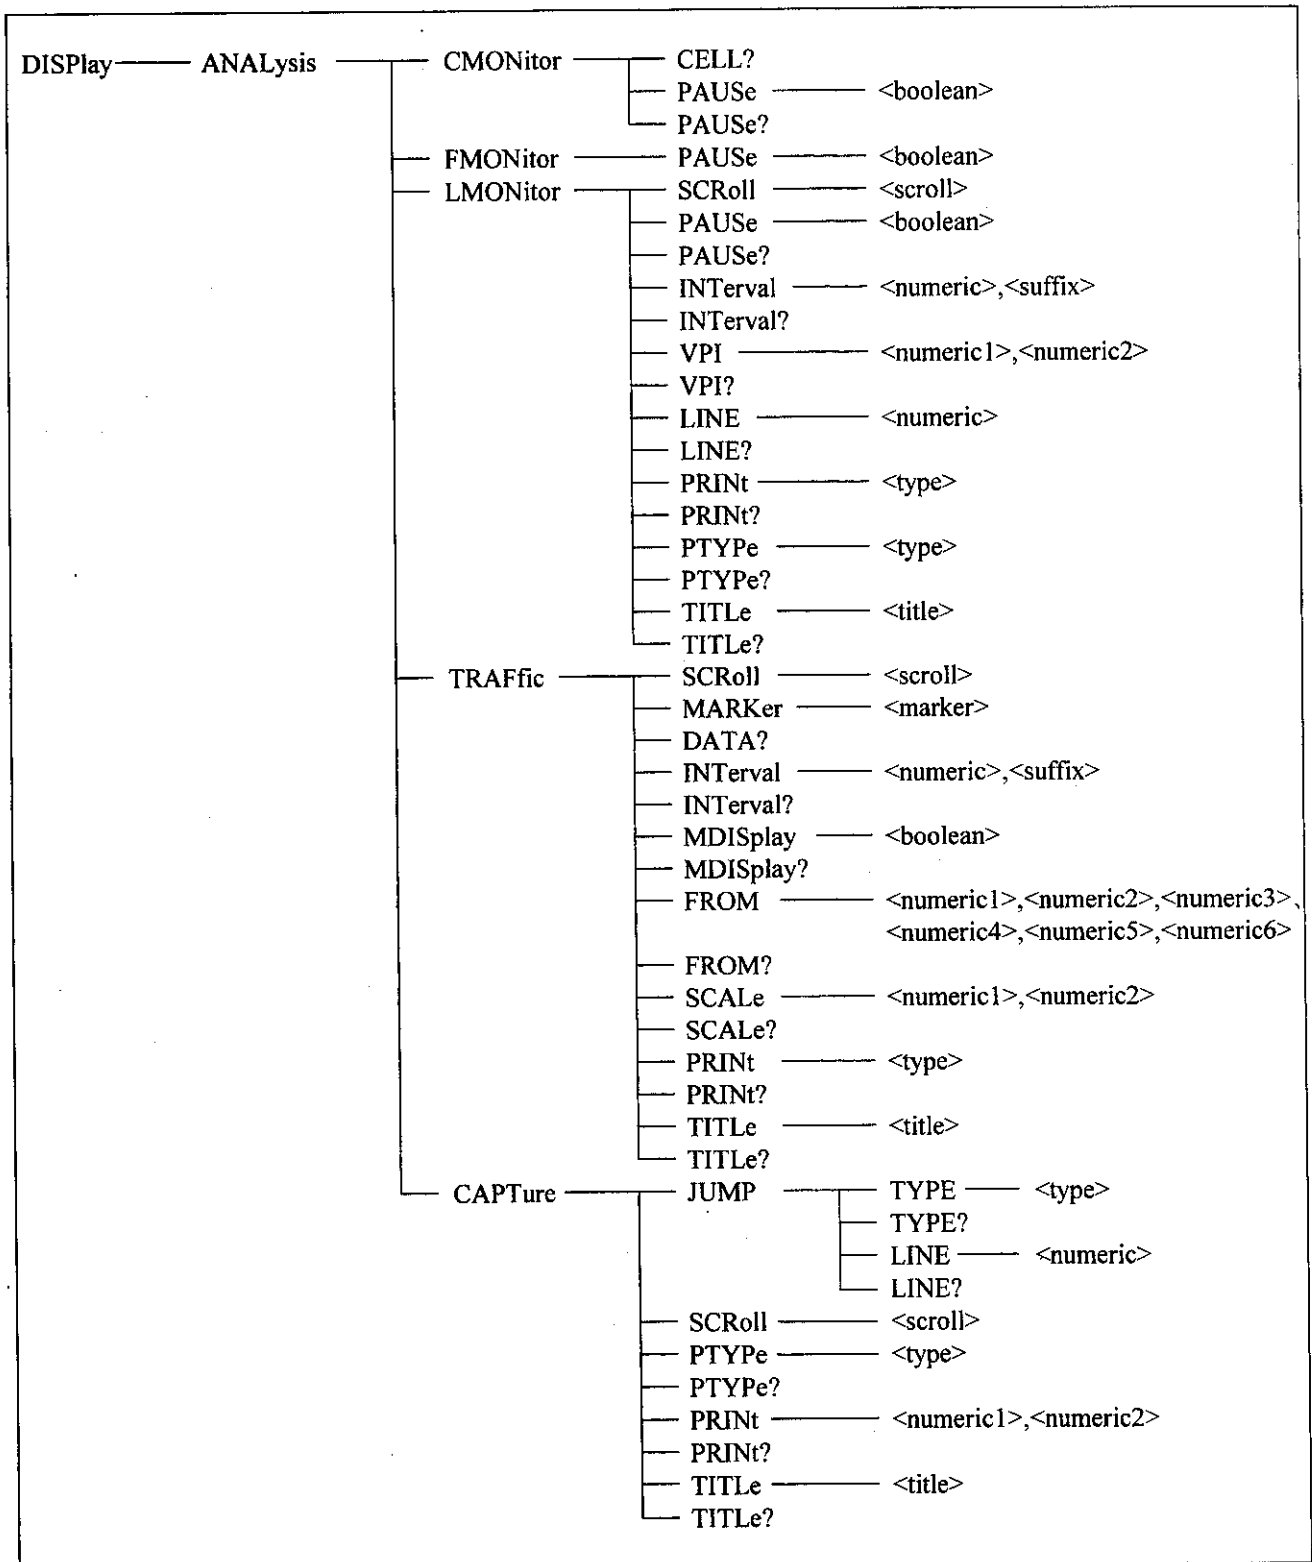 DISPlay ANALysis CMONitor CELL?
PAUSe <boolean>
PAUSe?
FMONitor PAUSe <boolean>
LMONitor SCRoll <scroll>
PAUSe <boolean>
PAUSe?
INTerval <numeric>,<suffix>
INTerval?
VPI <numeric1>,<numeric2>
VPI?
LINE <numeric>
LINE?
PRINt <type>
PRINt?
PTYPe <type>
PTYPe?
TITLe <title>
TITLe?
TRAFfic SCRoll <scroll>
MARKer <marker>
DATA?
INTerval <numeric>,<suffix>
INTerval?
MDISplay <boolean>
MDISplay?
FROM <numeric1>,<numeric2>,<numeric3>,
<numeric4>,<numeric5>,<numeric6>
FROM?
SCALe <numeric1>,<numeric2>
SCALe?
PRINt <type>
PRINt?
TITLe <title>
TITLe?
CAPTure JUMP TYPE <type>
TYPE?
LINE <numeric>
LINE?
SCRoll <scroll>
PTYPe <type>
PTYPe?
PRINt <numeric1>,<numeric2>
PRINt?
TITLe <title>
TITLe?